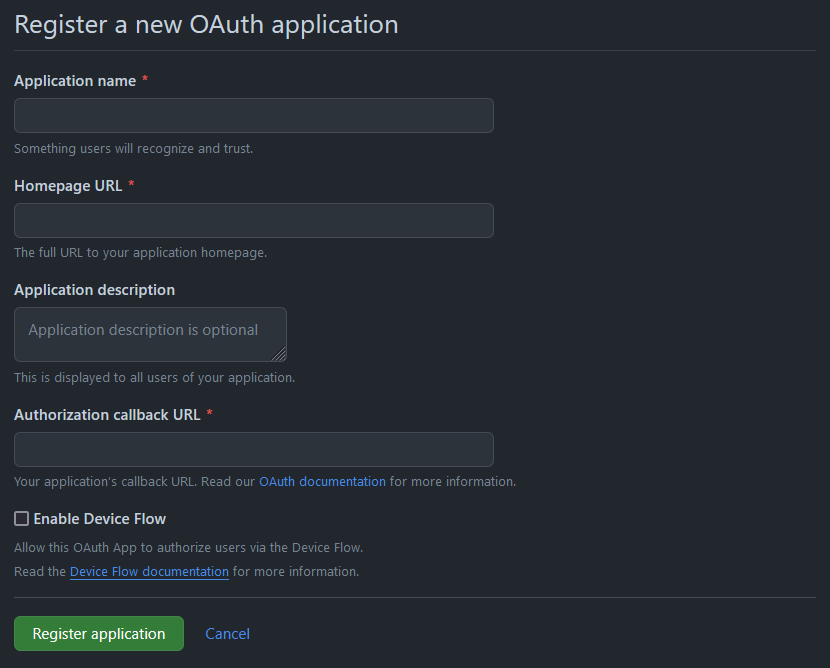 Register a new OAuth application
Application name *
Something users will recognize and trust.
Homepage URL *
The full URL to your application homepage.
Application description
Application description is optional
This is displayed to all users of your application.
Authorization callback URL *
Your application's callback URL. Read our OAuth documentation for more information.
Enable Device Flow
Allow this OAuth App to authorize users via the Device Flow.
Read the Device Flow documentation for more information.
Register application Cancel